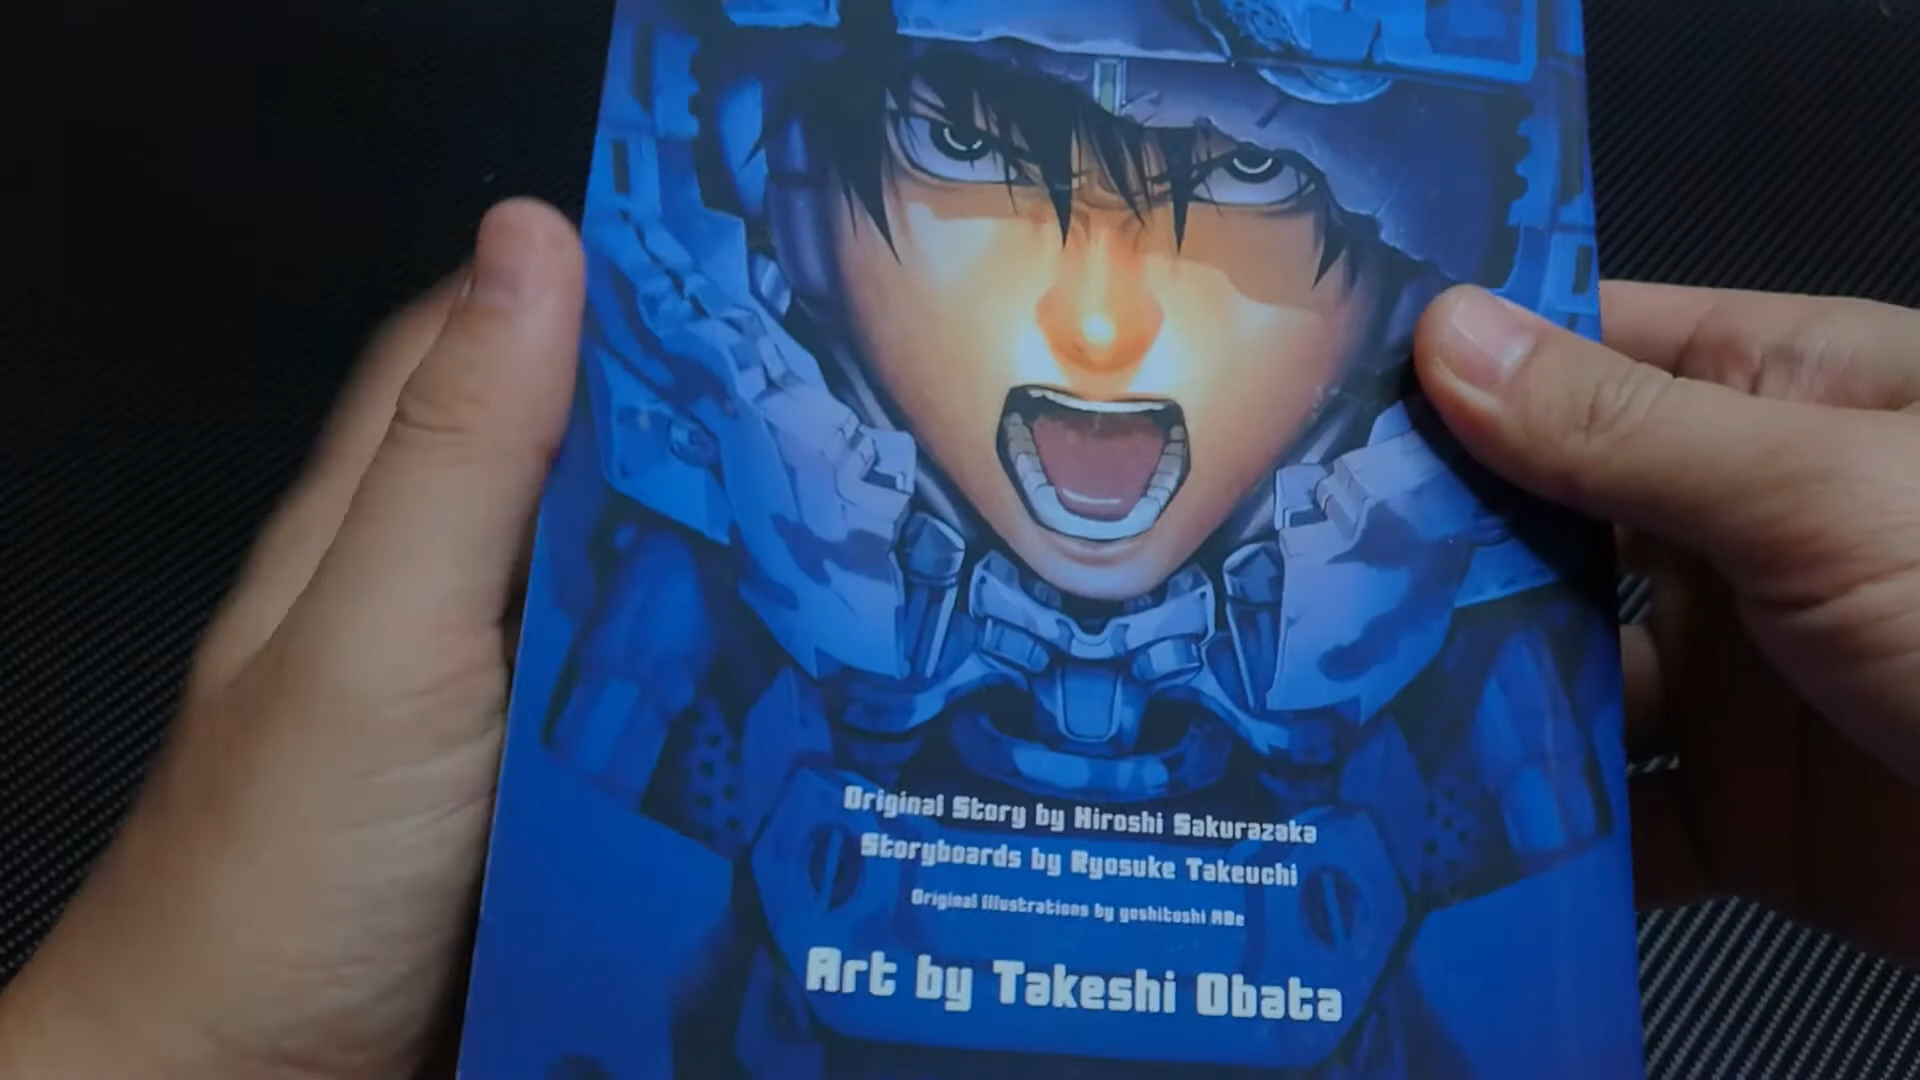 Original Story by Hiroshi Sakurazaka
Storyboards by Ryosuke Takeuchi
Original Illustrations by yoshitoshi ABe
Art by Takeshi Obata